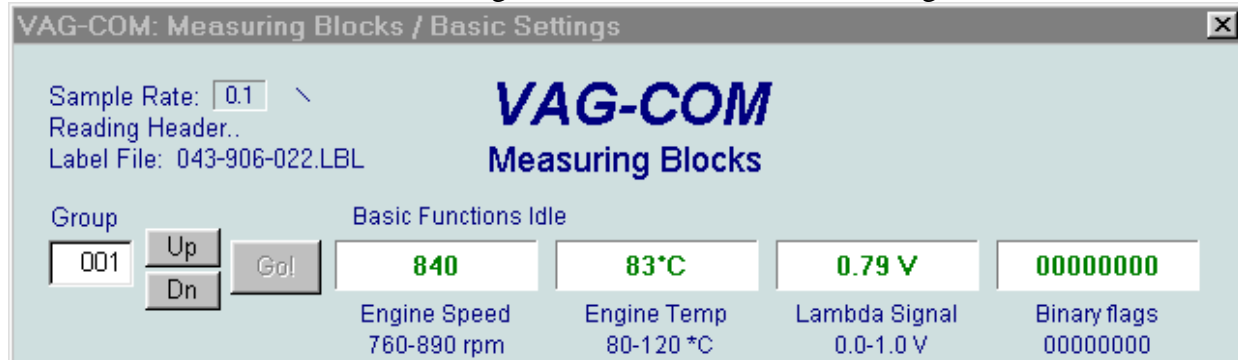 VAG-COM: Measuring Blocks / Basic Settings
Sample Rate: 0.1 \
Reading Header..
Label File: 043-906-022.LBL
VAG-COM
Measuring Blocks
Group
Basic Functions Idle
001 Up Dn Go! 840 83*C 0.79 V 00000000
Engine Speed Engine Temp Lambda Signal Binary flags
760-890 rpm 80-120 *C 0.0-1.0 V 00000000